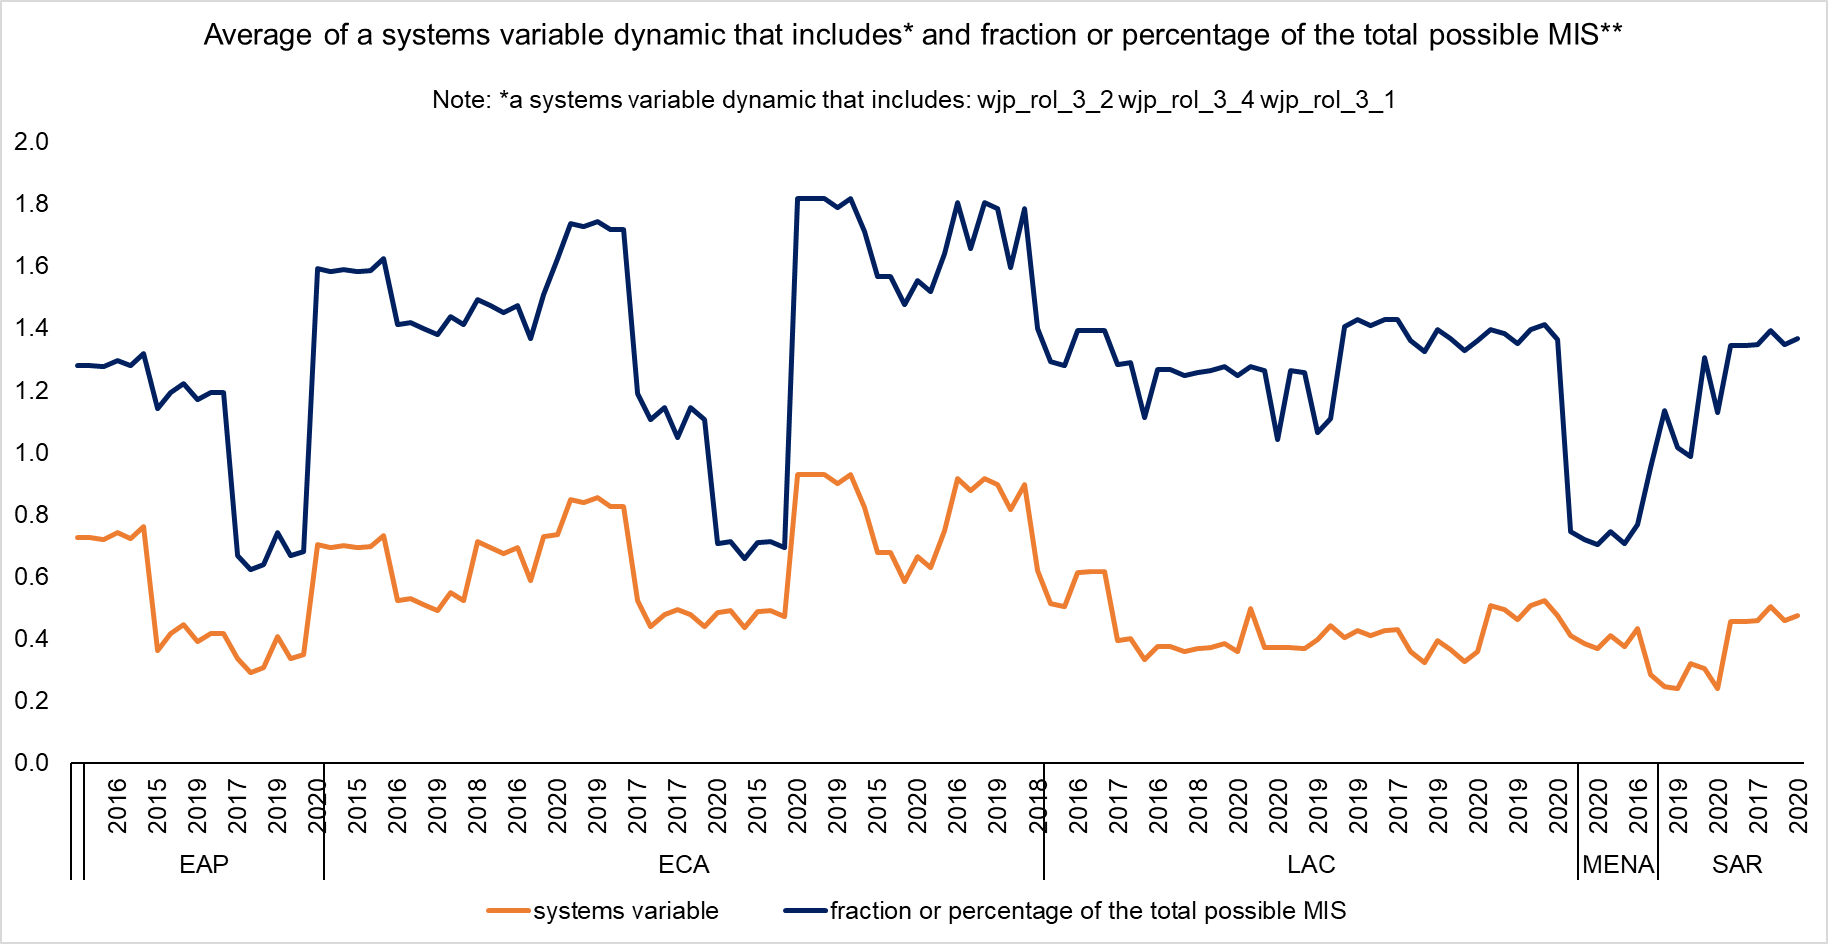 Average of a systems variable dynamic that includes* and fraction or percentage of the total possible MIS**
Note: *a systems variable dynamic that includes: wjp_rol_3_2 wjp_rol_3_4 wjp_rol_3_1
2.0
1.8
1.6
1.4
1.2
1.0
0.8
0.6
0.4
0.2
0.0
2016 2015 2019 2017 2019 2020 2015 2016 2019 2018 2016 2020 2019 2017 2017 2020 2015 2020 2019 2015 2020 2016 2019 2018 2016 2019 2016 2018 2020 2020 2019 2019 2017 2019 2020 2019 2020 2020 2016 2019 2020 2017 2020
EAP ECA LAC MENA SAR
systems variable fraction or percentage of the total possible MIS